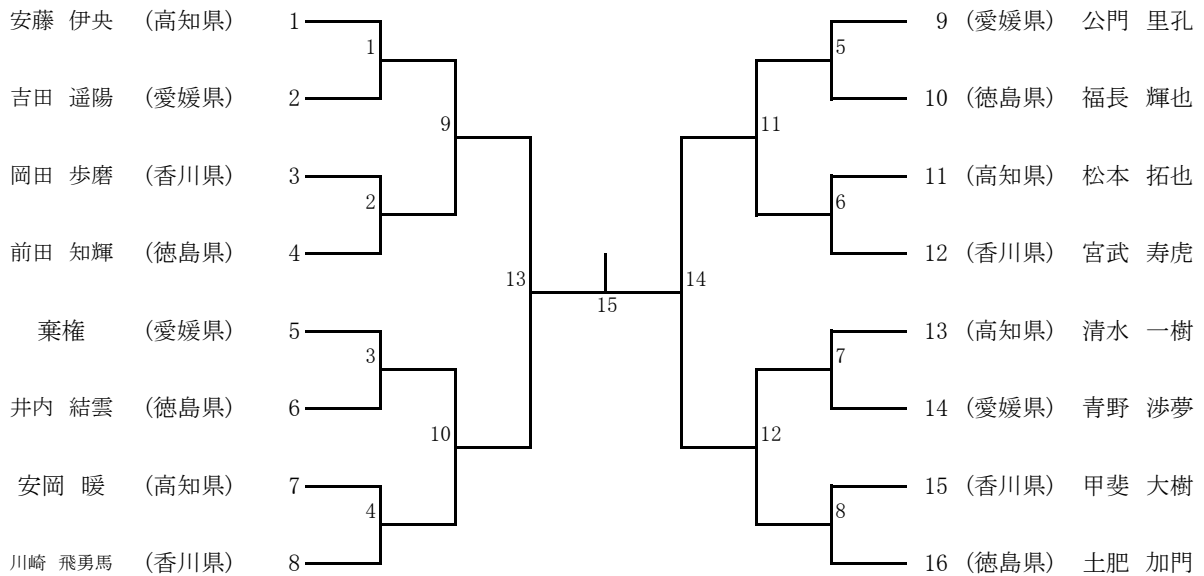 安藤 伊央 (高知県) 1
吉田 遥陽 (愛媛県) 2
岡田 歩磨 (香川県) 3
前田 知輝 (徳島県) 4
棄権 (愛媛県) 5
井内 結雲 (徳島県) 6
安岡 暖 (高知県) 7
川崎 飛勇馬 (香川県) 8
1
2
3
4
9
10
13
15
14
11
12
5
6
7
8
9 (愛媛県) 公門 里孔
10 (徳島県) 福長 輝也
11 (高知県) 松本 拓也
12 (香川県) 宮武 寿虎
13 (高知県) 清水 一樹
14 (愛媛県) 青野 渉夢
15 (香川県) 甲斐 大樹
16 (徳島県) 土肥 加門